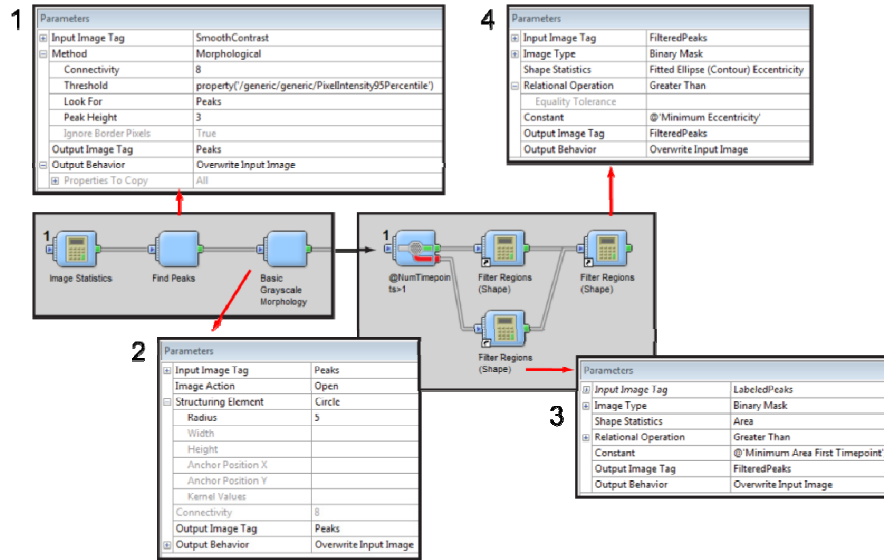 1
Parameters
Input Image Tag SmoothContrast
Method Morphological
Connectivity 8
Threshold property('/generic/generic/PixelIntensity95Percentile')
Look For Peaks
Peak Height 3
Ignore Border Pixels True
Output Image Tag Peaks
Output Behavior Overwrite Input Image
Properties To Copy All
4
Parameters
Input Image Tag FilteredPeaks
Image Type Binary Mask
Shape Statistics Fitted Ellipse (Contour) Eccentricity
Relational Operation Greater Than
Equality Tolerance
Constant @'Minimum Eccentricity'
Output Image Tag FilteredPeaks
Output Behavior Overwrite Input Image
1
Image Statistics
Find Peaks
Basic
Grayscale
Morphology
1
@NumTimepoin
ts>1
Filter Regions
(Shape)
Filter Regions
(Shape)
Filter Regions
(Shape)
2
Parameters
Input Image Tag Peaks
Image Action Open
Structuring Element Circle
Radius 5
Width
Height
Anchor Position X
Anchor Position Y
Kernel Values
Connectivity 8
Output Image Tag Peaks
Output Behavior Overwrite Input Image
3
Parameters
Input Image Tag LabeledPeaks
Image Type Binary Mask
Shape Statistics Area
Relational Operation Greater Than
Constant @'Minimum Area First Timepoint'
Output Image Tag FilteredPeaks
Output Behavior Overwrite Input Image